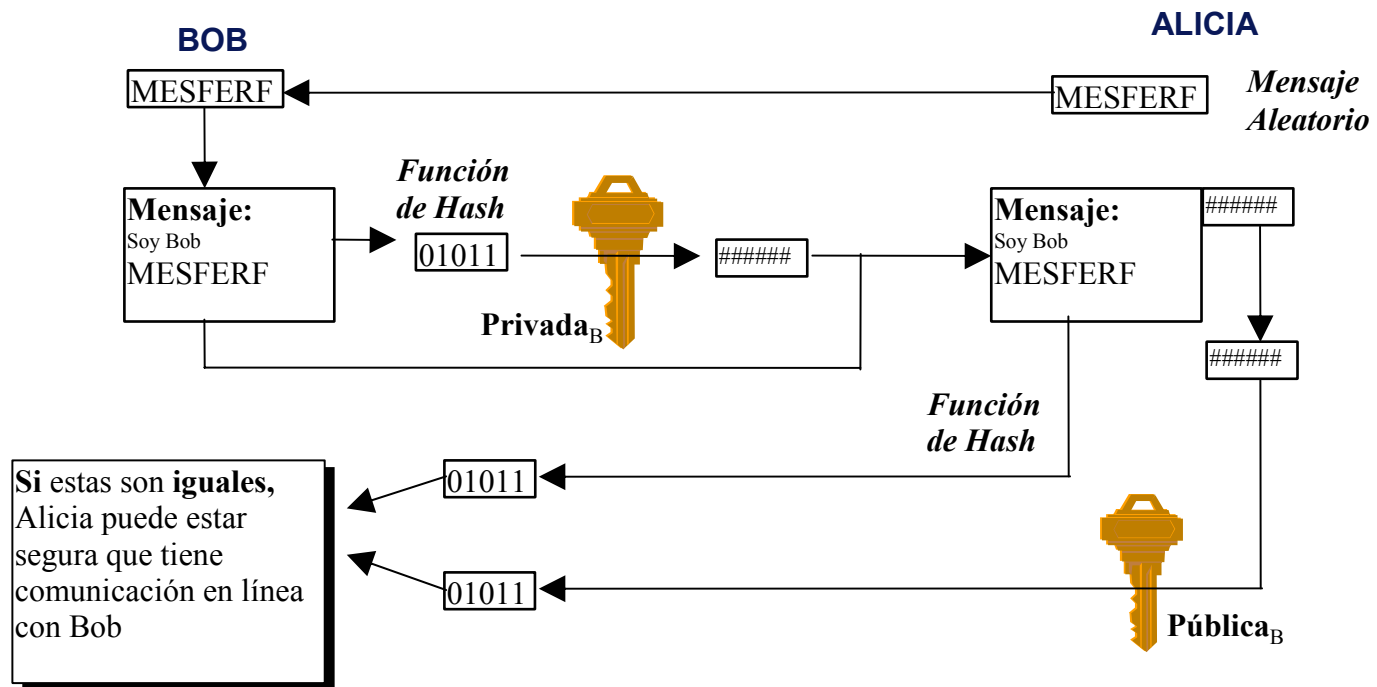 BOB
ALICIA
MESFERF
MESFERF
Mensaje
Aleatorio
Función
de Hash
Mensaje:
Soy Bob
MESFERF
01011
######
Mensaje:
Soy Bob
MESFERF
######
Privada_B
######
Función
de Hash
Si estas son iguales,
Alicia puede estar
segura que tiene
comunicación en línea
con Bob
01011
01011
Pública_B